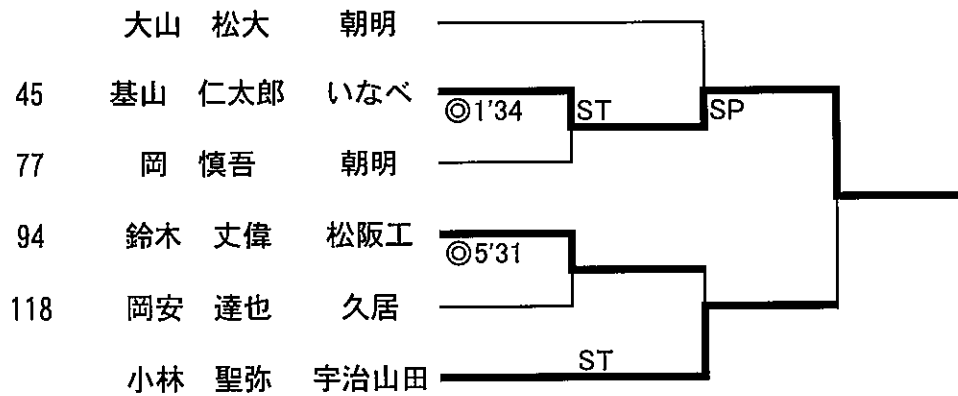 大山 松大 朝明
45 基山 仁太郎 いなべ
◎1'34 ST SP
77 岡 慎吾 朝明
94 鈴木 丈偉 松阪工
◎5'31
118 岡安 達也 久居
ST
小林 聖弥 宇治山田